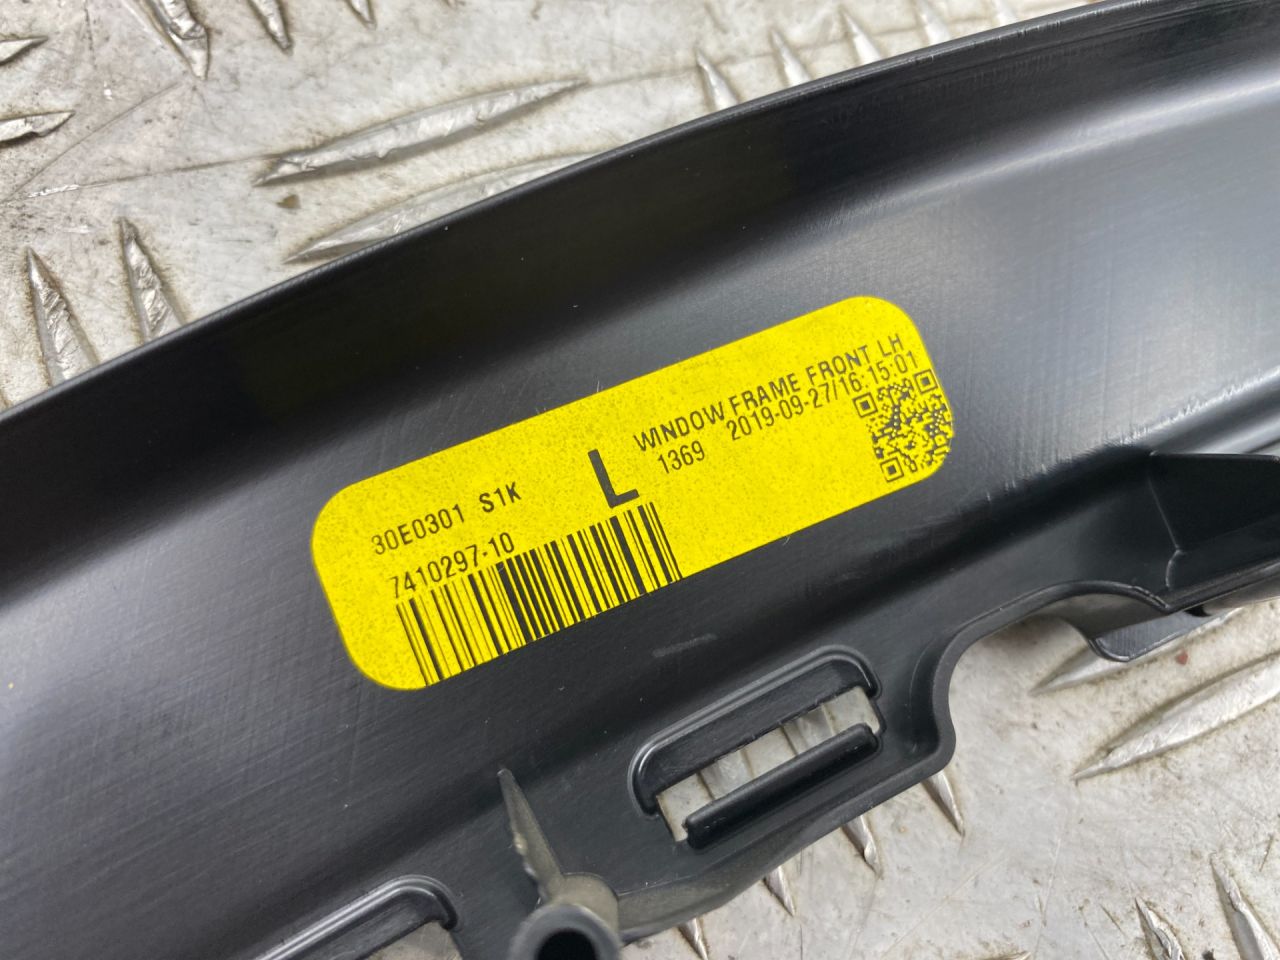 30E0301 S1K
L
WINDOW FRAME FRONT LH
1369 2019-09-27/16:15:01
7410297-10